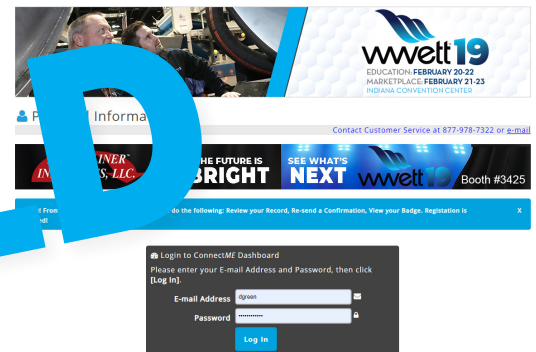 wwett19
EDUCATION: FEBRUARY 20-22
MARKETPLACE: FEBRUARY 21-23
INDIANA CONVENTION CENTER
D
Contact Customer Service at 877-978-7322 or e-mail
LLC.
THE FUTURE IS
BRIGHT
SEE WHAT'S
NEXT
wwett19
Booth #3425
do the following: Review your Record, Re-send a Confirmation, View your Badge. Registation is
X
Login to ConnectME Dashboard
Please enter your E-mail Address and Password, then click
[Log In].
E-mail Address dgreen
Password ************
Log In